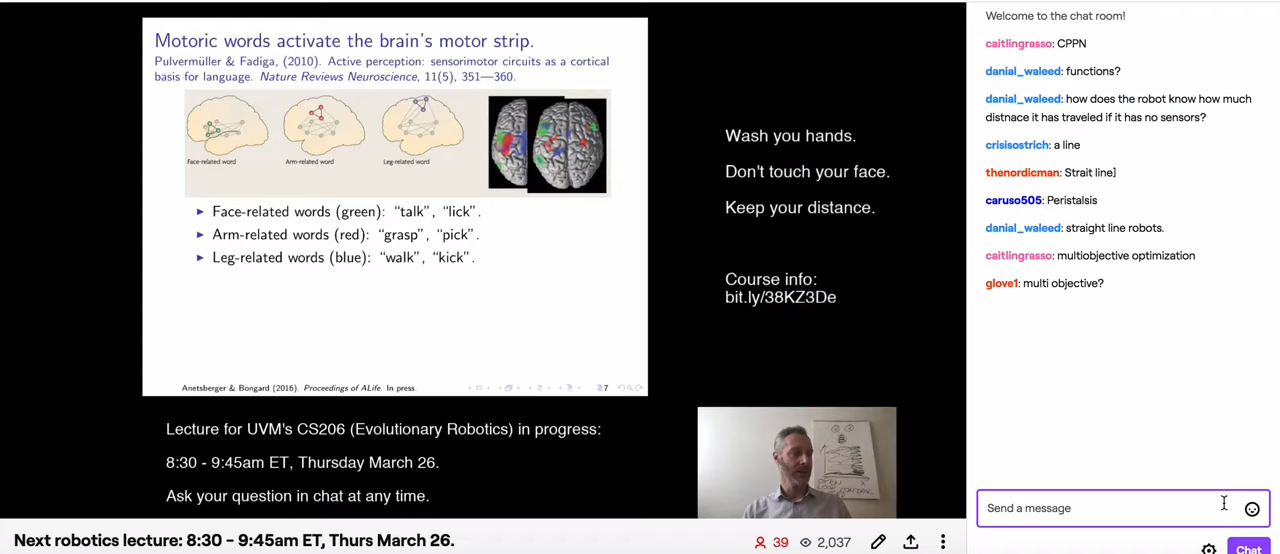 Motoric words activate the brain's motor strip.
Pulvermüller & Fadiga, (2010). Active perception: sensorimotor circuits as a cortical
basis for language. Nature Reviews Neuroscience, 11(5), 351—360.
Face-related word
Arm-related word
Leg-related word
Face-related words (green): "talk", "lick".
Arm-related words (red): "grasp", "pick".
Leg-related words (blue): "walk", "kick".
Anetsberger & Bongard (2016). Proceedings of ALife. In press.
7
Wash you hands.
Don't touch your face.
Keep your distance.
Course info:
bit.ly/38KZ3De
Lecture for UVM's CS206 (Evolutionary Robotics) in progress:
8:30 - 9:45am ET, Thursday March 26.
Ask your question in chat at any time.
OPEN
Next robotics lecture: 8:30 - 9:45am ET, Thurs March 26.
39
2,037
Welcome to the chat room!
caitlingrasso: CPPN
danial_waleed: functions?
danial_waleed: how does the robot know how much
distnace it has traveled if it has no sensors?
crisisostrich: a line
thenordicman: Strait line]
caruso505: Peristalsis
danial_waleed: straight line robots.
caitlingrasso: multiobjective optimization
glove1: multi objective?
Send a message
Chat